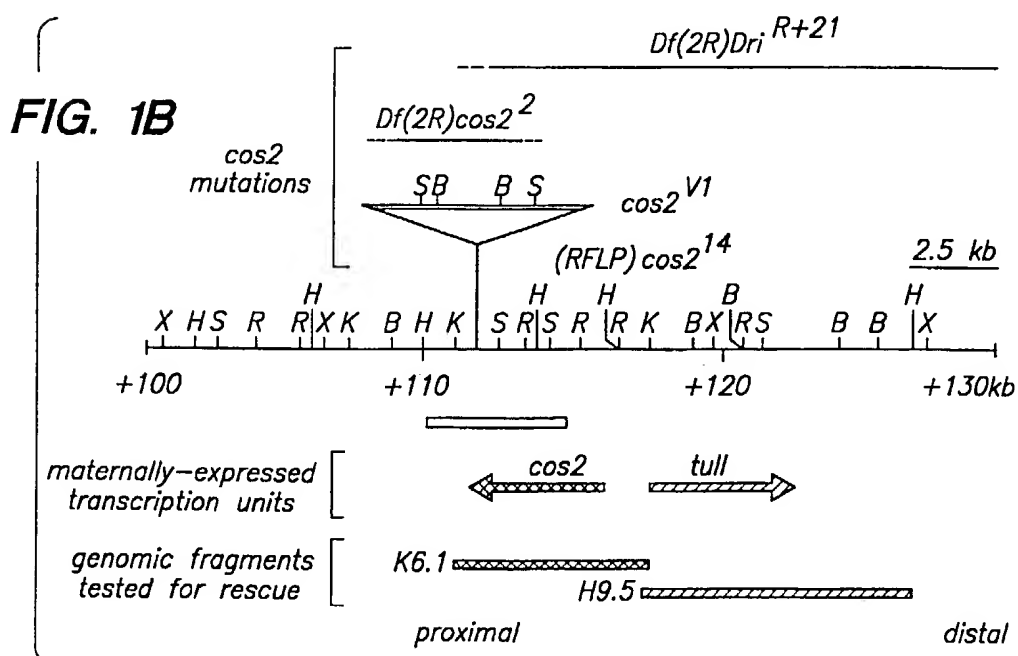 Df(2R)Dri R+21
FIG. 1B
Df(2R)cos2 2
cos2
mutations
S B B S
cos2 V1
(RFLP) cos2 14
2.5 kb
H H H B H
X H S R R X K B H K S R S R R K B X R S B B X
+100 +110 +120 +130kb
maternally-expressed
transcription units
cos2 tull
genomic fragments
tested for rescue
K6.1
H9.5
proximal distal